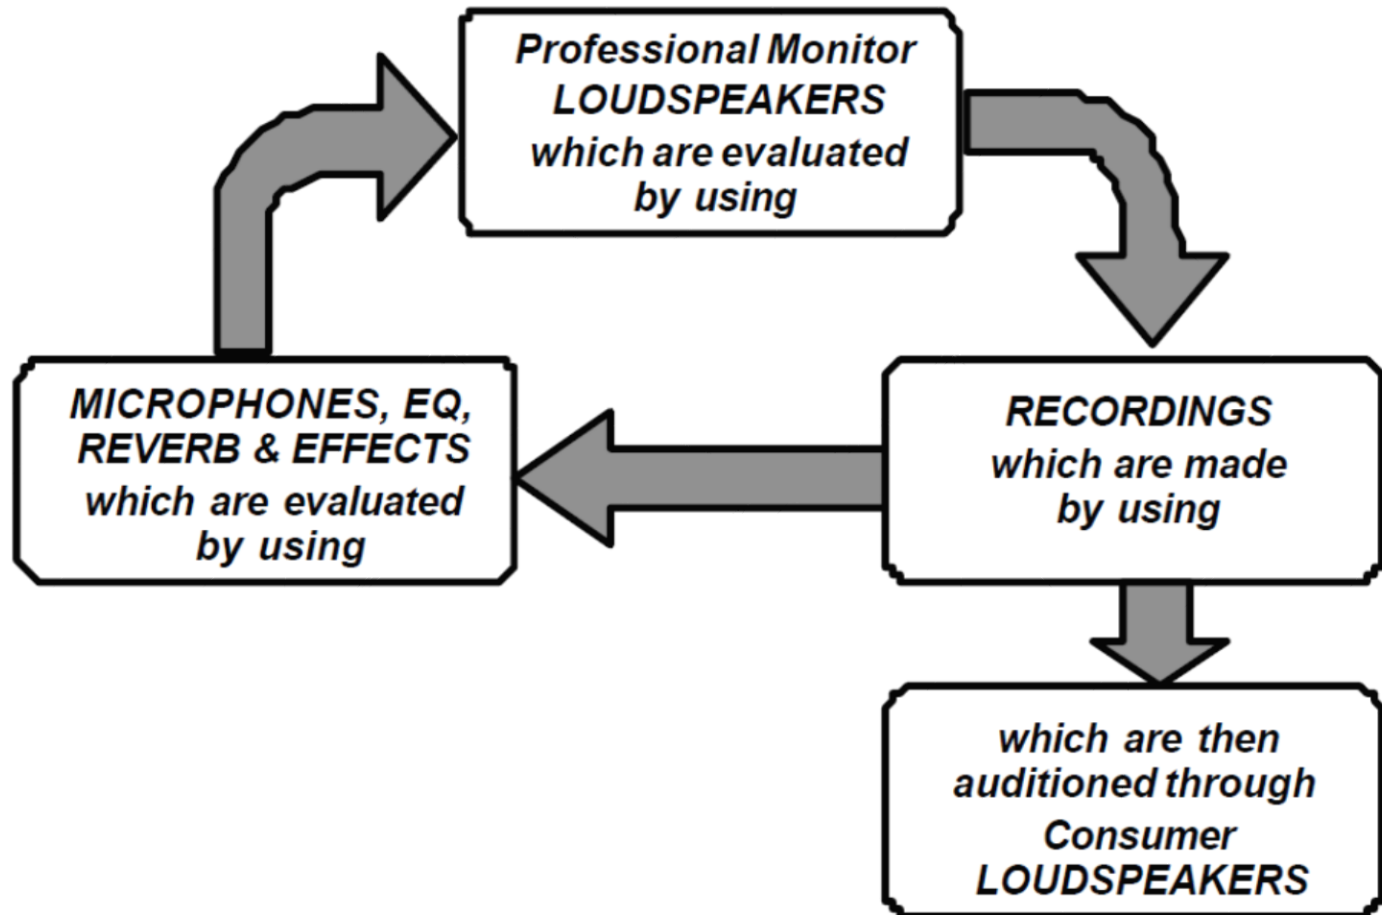 Professional Monitor
LOUDSPEAKERS
which are evaluated
by using
MICROPHONES, EQ,
REVERB & EFFECTS
which are evaluated
by using
RECORDINGS
which are made
by using
which are then
auditioned through
Consumer
LOUDSPEAKERS